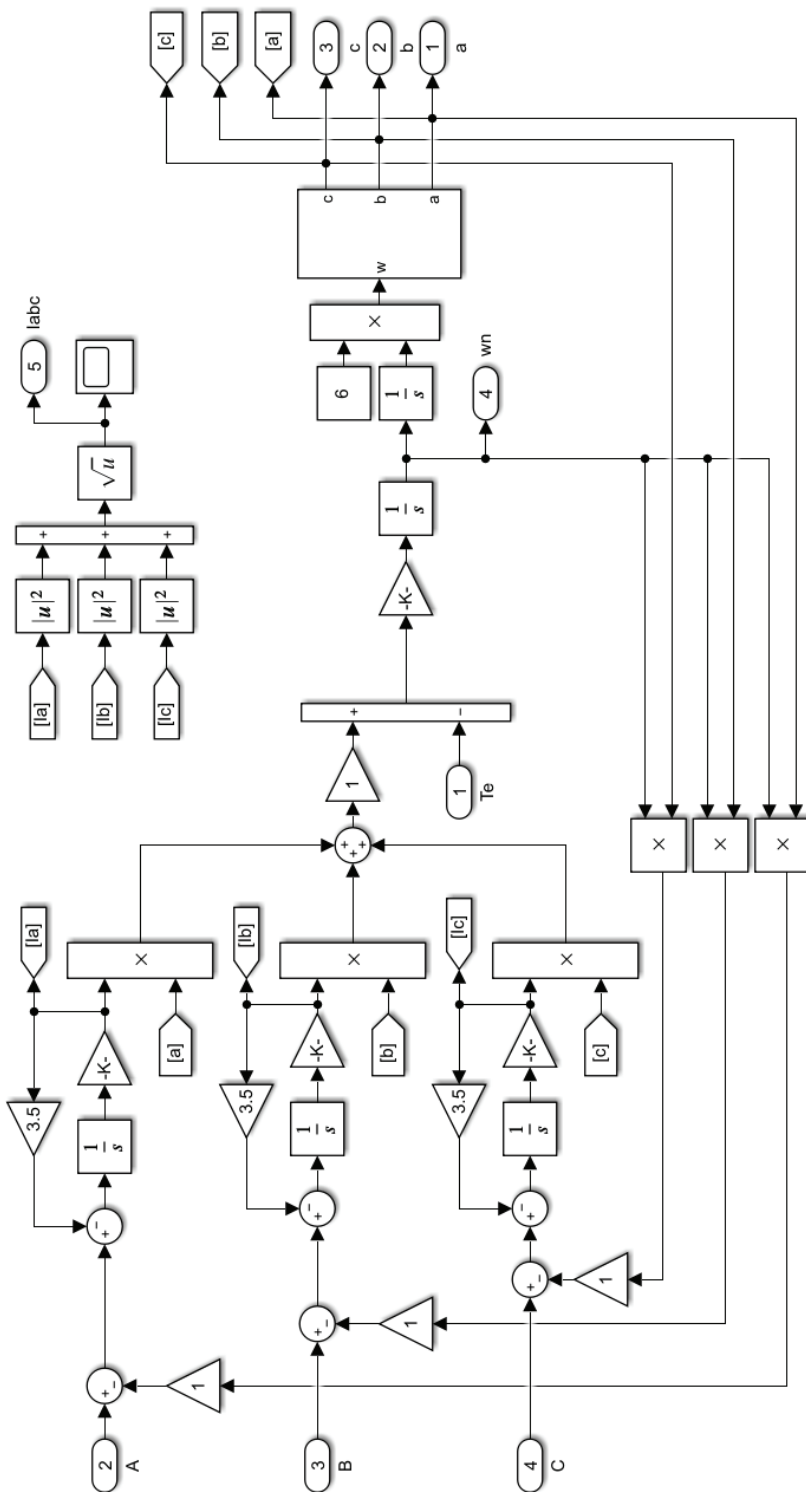 [Ia] |u|² +
5
Iabc
3.5 [Ia]
[Ib] |u|² + √u
2 + − + − 1/s -K- ×
A
[Ic] |u|² +
[c]
[a]
1
[b]
3.5 [Ib]
[a]
3 + − + − 1/s -K- ×
B
1 + c 3
c
6
+ + + × b 2
b
[b]
w
1 1/s
-K- 1/s a 1
a
3.5 [Ic]
1 −
Te
4
wn
4 + − + − 1/s -K- ×
C
[c]
1
×
×
×